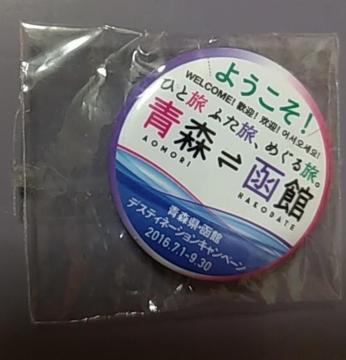 ようこそ!
WELCOME! 歡迎! 欢迎! 어서오세요!
ひと旅 ふた旅、めぐる旅。
青森⇌函館
AOMORI HAKODATE
青森県・函館
デスティネーションキャンペーン
2016.7.1-9.30